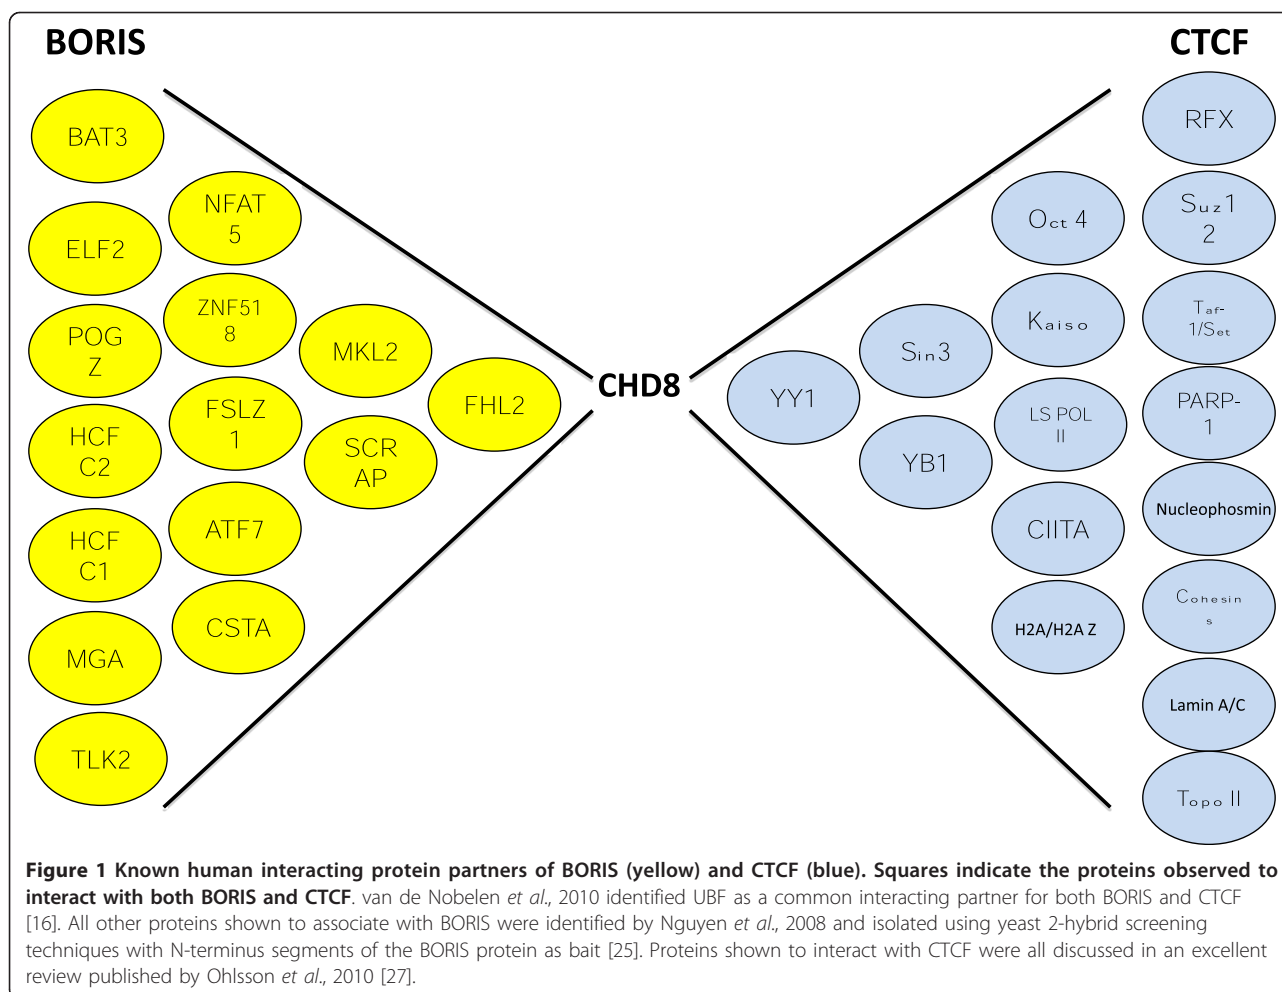 BORIS
CTCF
BAT3
ELF2
POG
Z
HCF
C2
HCF
C1
MGA
TLK2
NFAT
5
ZNF51
8
FSLZ
1
ATF7
CSTA
MKL2
SCR
AP
FHL2
CHD8
YY1
Sin3
YB1
Oct 4
Kaiso
LS POL
II
CIITA
H2A/H2A Z
RFX
Suz1
2
Taf-
1/Set
PARP-
1
Nucleophosmin
Cohesin
s
Lamin A/C
Topo II
Figure 1 Known human interacting protein partners of BORIS (yellow) and CTCF (blue). Squares indicate the proteins observed to
interact with both BORIS and CTCF. van de Nobelen et al., 2010 identified UBF as a common interacting partner for both BORIS and CTCF
[16]. All other proteins shown to associate with BORIS were identified by Nguyen et al., 2008 and isolated using yeast 2-hybrid screening
techniques with N-terminus segments of the BORIS protein as bait [25]. Proteins shown to interact with CTCF were all discussed in an excellent
review published by Ohlsson et al., 2010 [27].